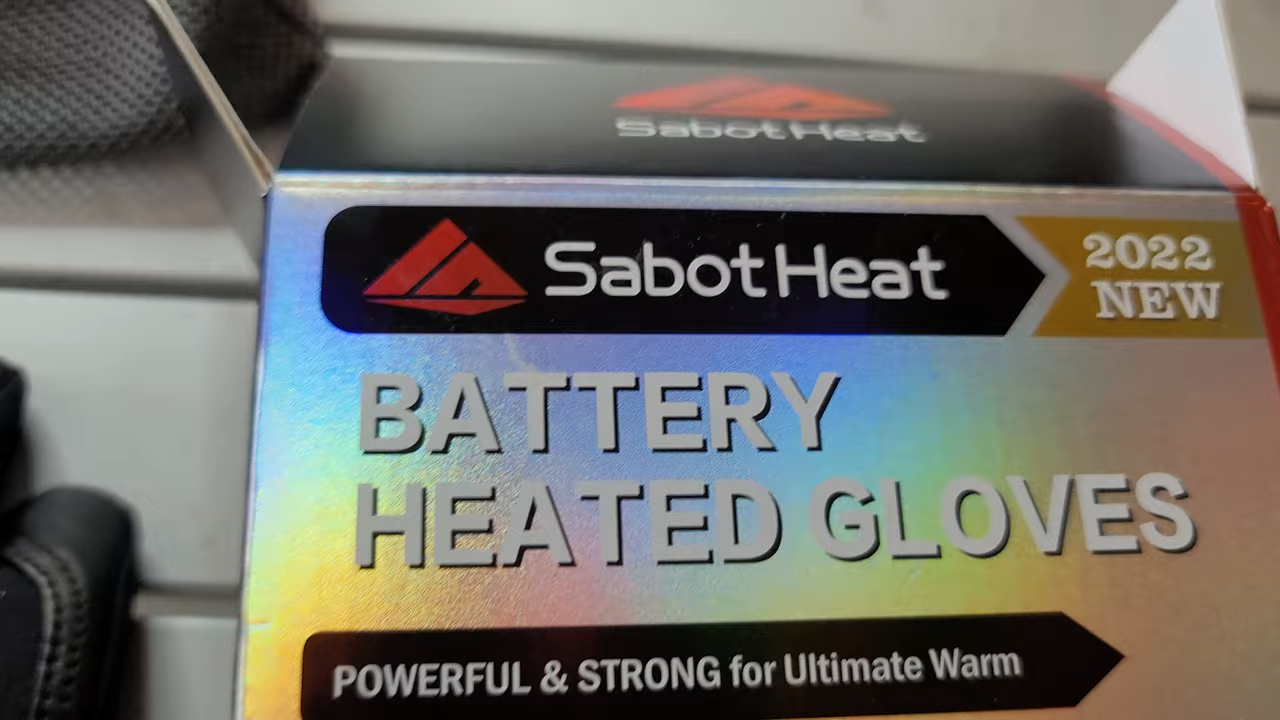 SabotHeat
SabotHeat
2022
NEW
BATTERY
HEATED GLOVES
POWERFUL & STRONG for Ultimate Warm